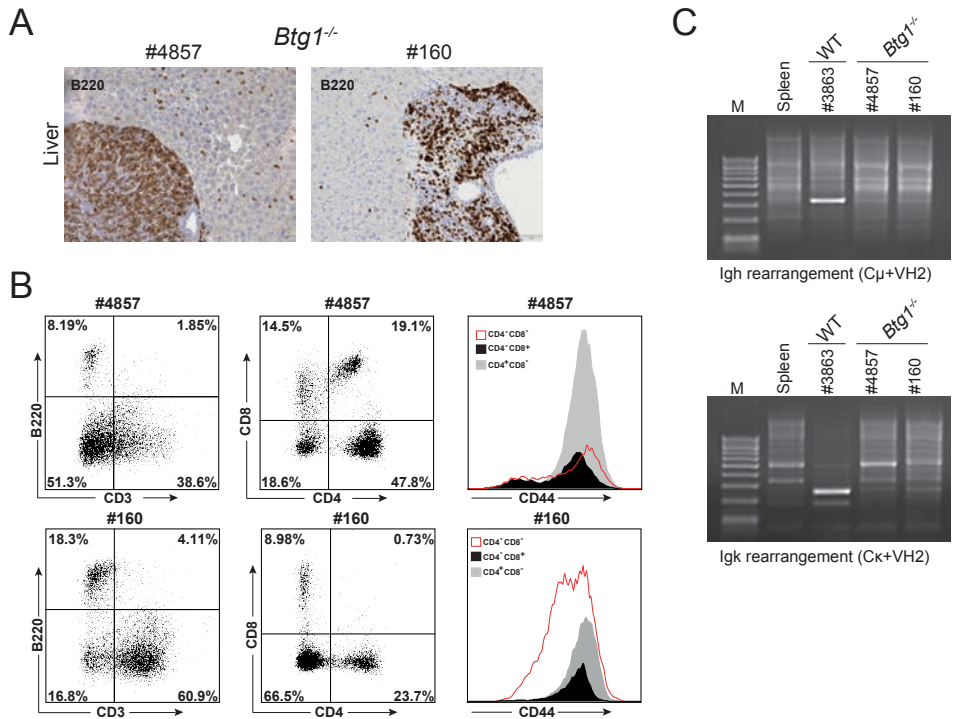 A
Btg1-/-
#4857
#160
B220
B220
Liver
B
#4857
8.19%
1.85%
51.3%
38.6%
B220
CD3
14.5%
19.1%
18.6%
47.8%
CD8
CD4
#4857
CD4-CD8-
CD4-CD8+
CD4+CD8-
CD44
#160
18.3%
4.11%
16.8%
60.9%
B220
CD3
#160
8.98%
0.73%
66.5%
23.7%
CD8
CD4
#160
CD4-CD8-
CD4-CD8+
CD4+CD8-
CD44
C
WT
Btg1-/-
M
Spleen
#3863
#4857
#160
Igh rearrangement (Cμ+VH2)
WT
Btg1-/-
M
Spleen
#3863
#4857
#160
Igk rearrangement (Cκ+VH2)